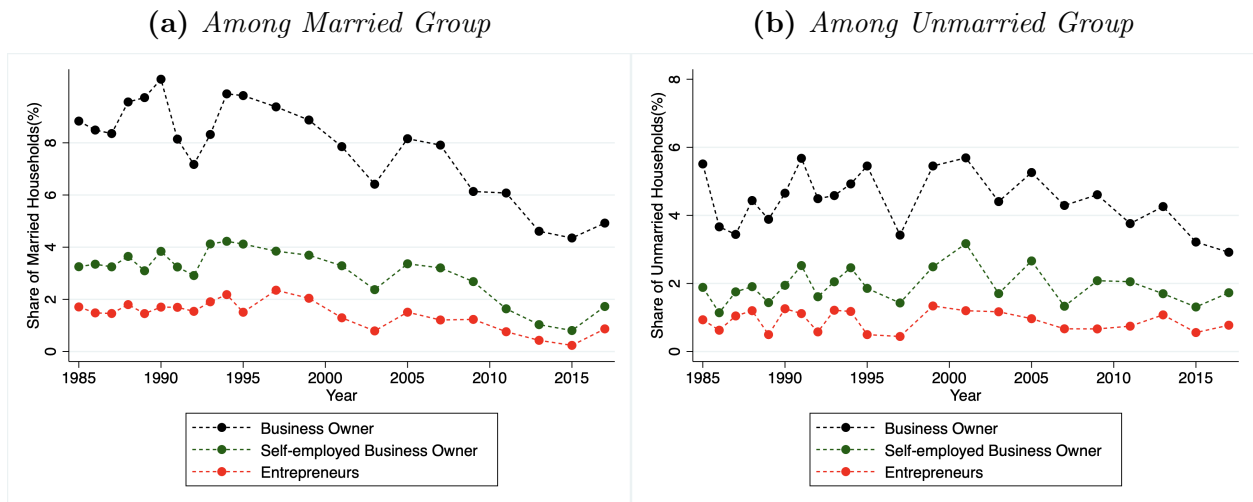 (a) Among Married Group
Share of Married Households(%)
8
6
4
2
0
1985 1990 1995 2000 2005 2010 2015
Year
Business Owner
Self-employed Business Owner
Entrepreneurs
(b) Among Unmarried Group
Share of Unmarried Households(%)
8
6
4
2
0
1985 1990 1995 2000 2005 2010 2015
Year
Business Owner
Self-employed Business Owner
Entrepreneurs